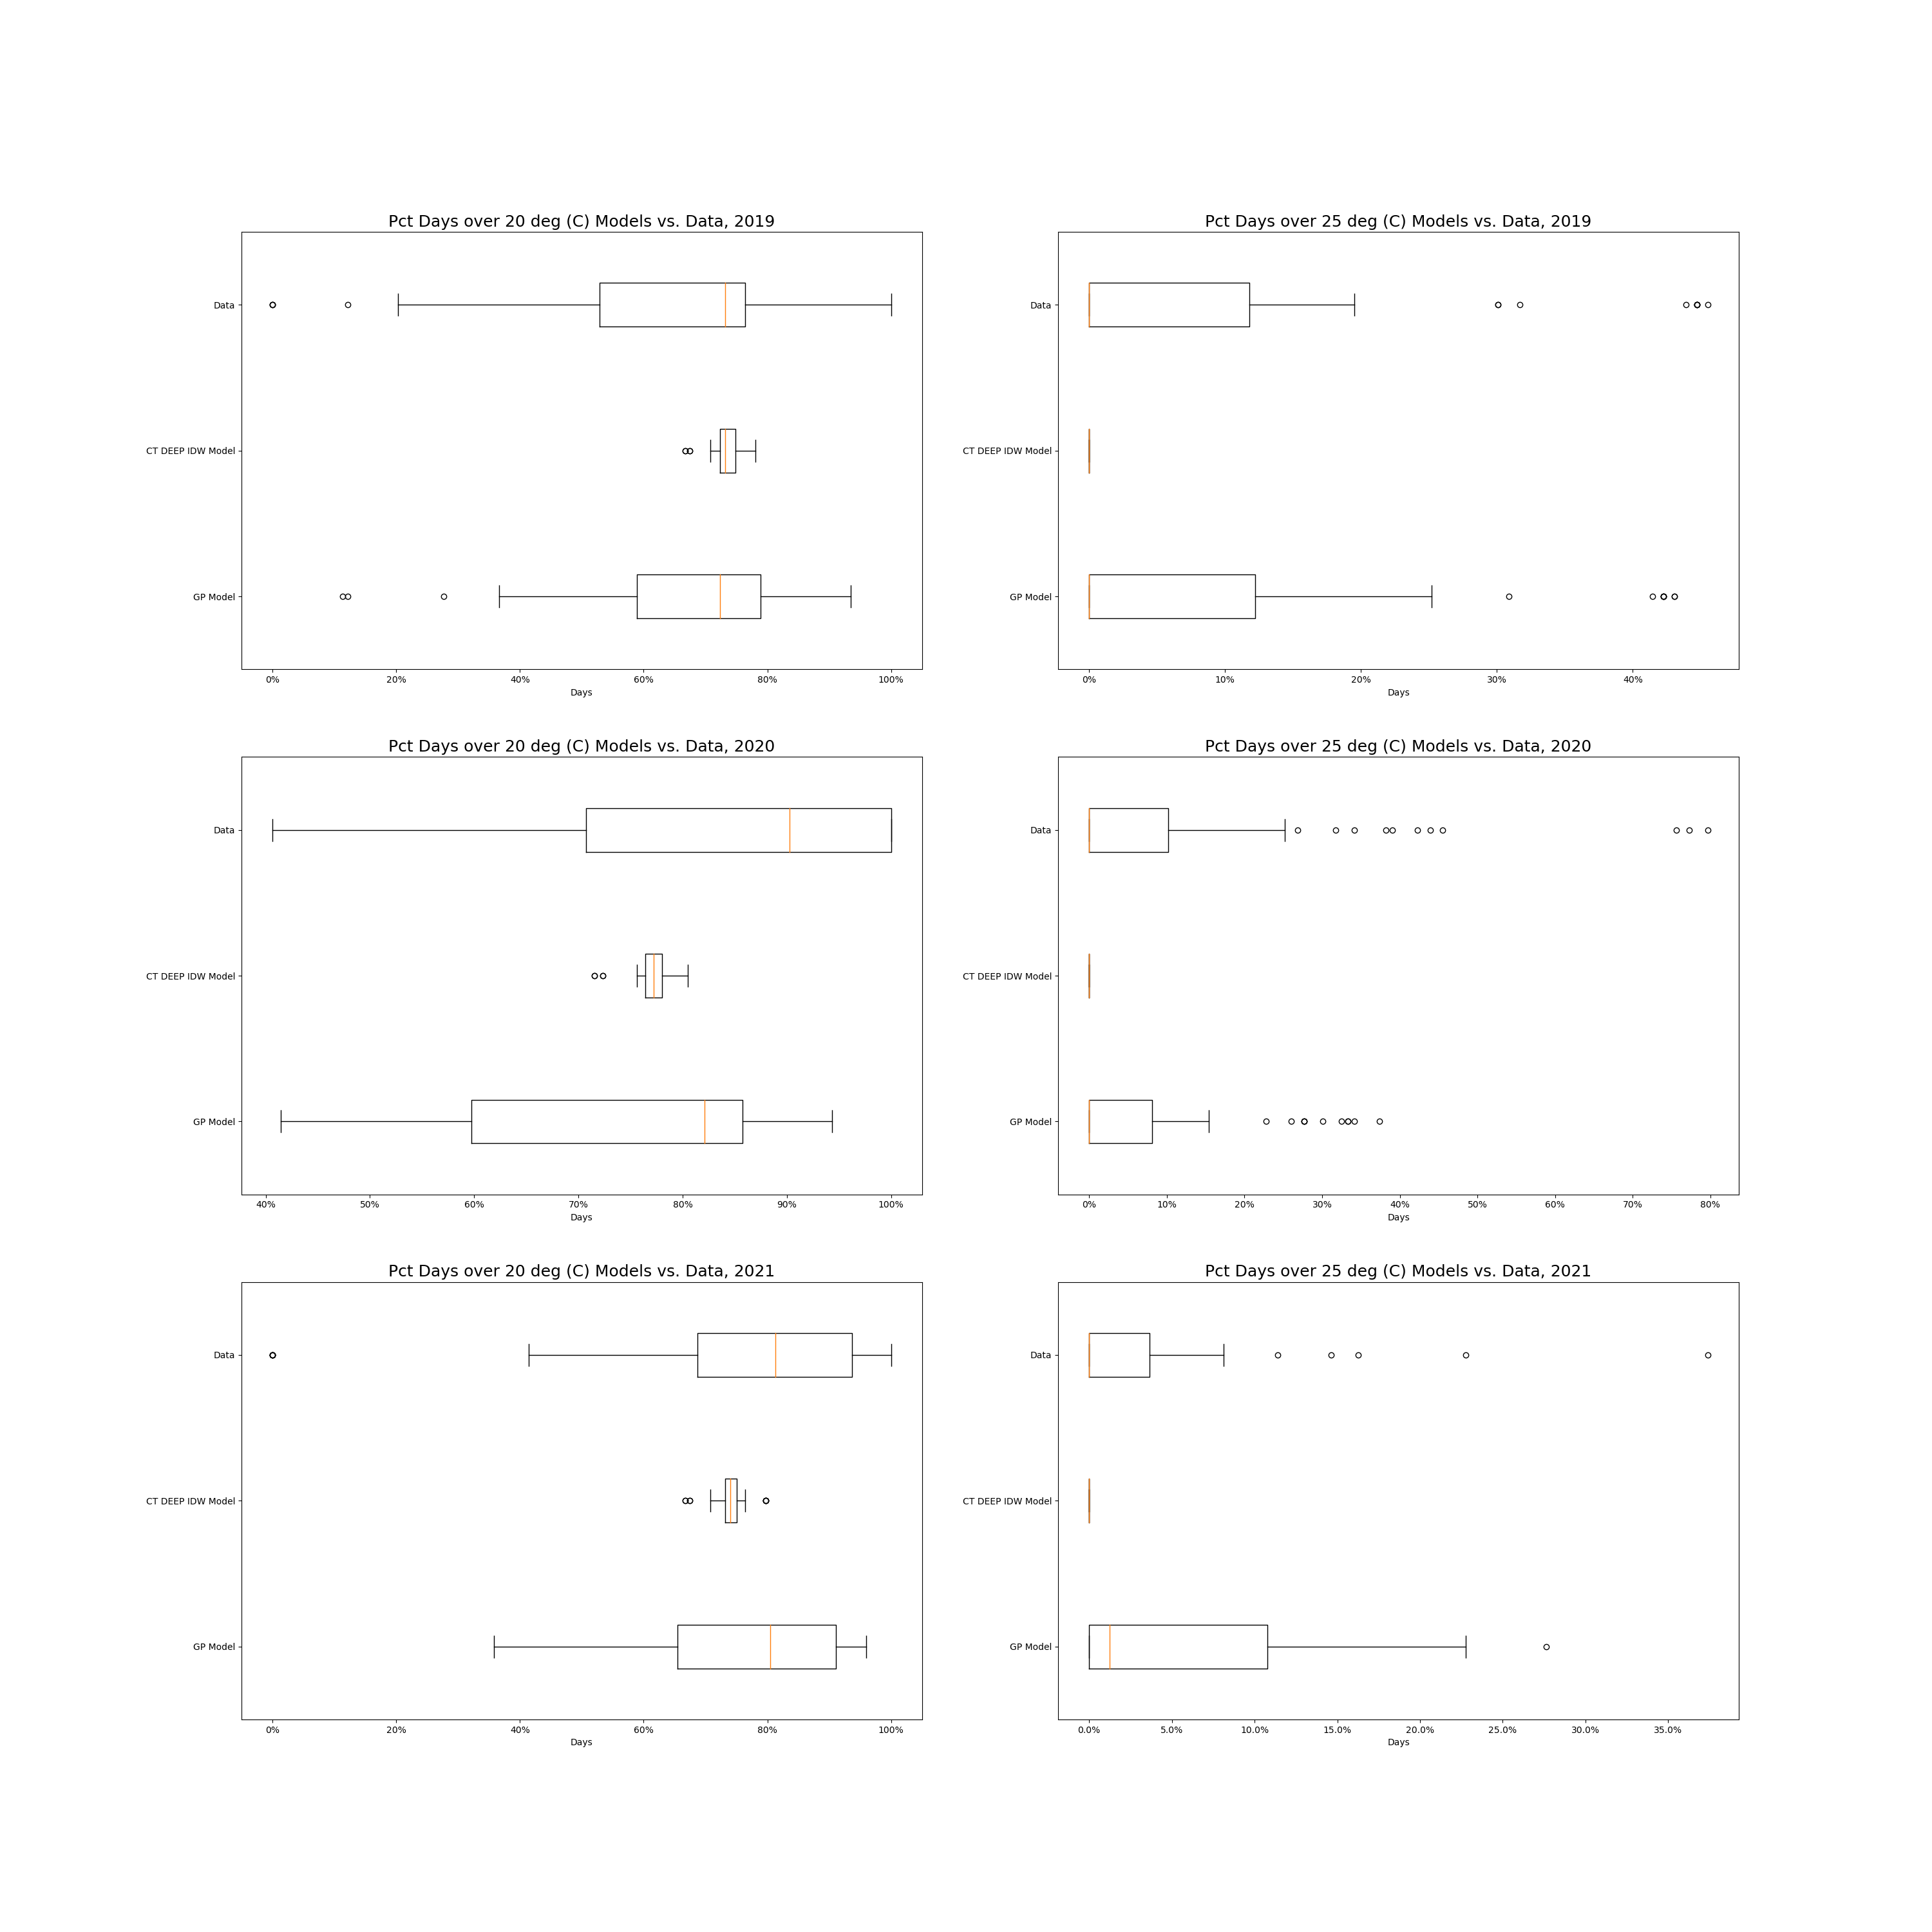 Pct Days over 20 deg (C) Models vs. Data, 2019
Data
CT DEEP IDW Model
GP Model
0% 20% 40% 60% 80% 100%
Days
Pct Days over 25 deg (C) Models vs. Data, 2019
Data
CT DEEP IDW Model
GP Model
0% 10% 20% 30% 40%
Days
Pct Days over 20 deg (C) Models vs. Data, 2020
Data
CT DEEP IDW Model
GP Model
40% 50% 60% 70% 80% 90% 100%
Days
Pct Days over 25 deg (C) Models vs. Data, 2020
Data
CT DEEP IDW Model
GP Model
0% 10% 20% 30% 40% 50% 60% 70% 80%
Days
Pct Days over 20 deg (C) Models vs. Data, 2021
Data
CT DEEP IDW Model
GP Model
0% 20% 40% 60% 80% 100%
Days
Pct Days over 25 deg (C) Models vs. Data, 2021
Data
CT DEEP IDW Model
GP Model
0.0% 5.0% 10.0% 15.0% 20.0% 25.0% 30.0% 35.0%
Days